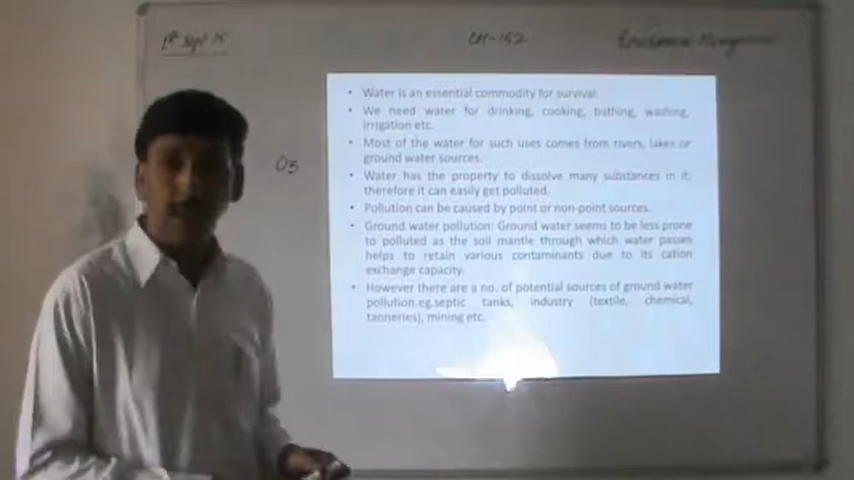 1st Sept 15
CH-152
Environmental Management
O3
• Water is an essential commodity for survival.
• We need water for drinking, cooking, bathing, washing,
irrigation etc.
• Most of the water for such uses comes from rivers, lakes or
ground water sources.
• Water has the property to dissolve many substances in it;
therefore it can easily get polluted.
• Pollution can be caused by point or non-point sources.
• Ground water pollution: Ground water seems to be less prone
to polluted as the soil mantle through which water passes
helps to retain various contaminants due to its cation
exchange capacity.
• However there are a no. of potential sources of ground water
pollution.eg.septic tanks, industry (textile, chemical,
tanneries), mining etc.